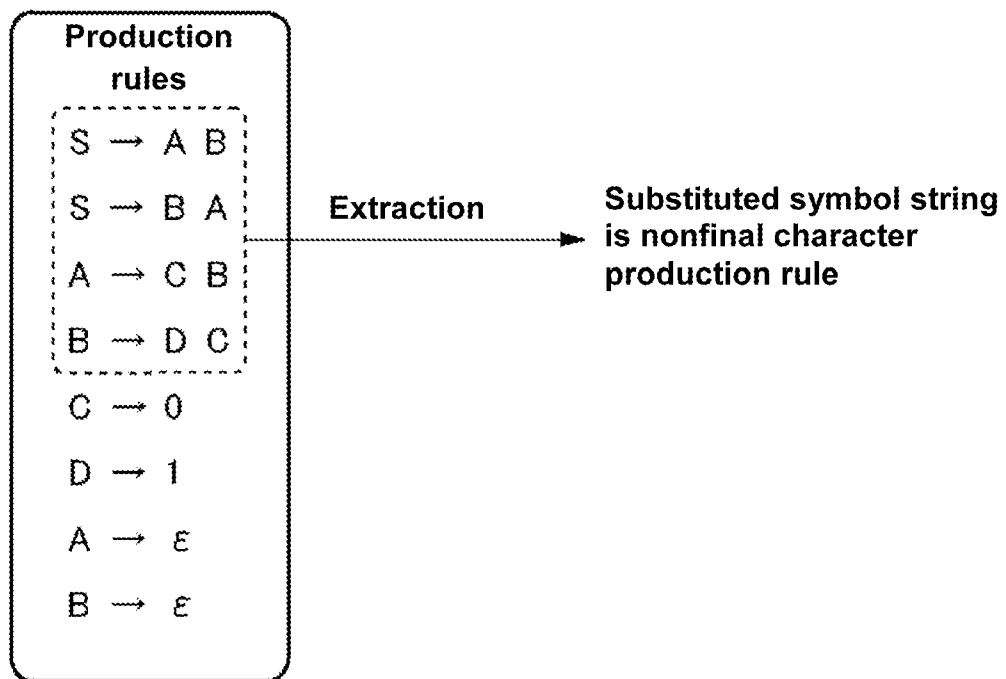 Production
rules
S → A B
S → B A
A → C B
B → D C
C → 0
D → 1
A → ε
B → ε
Extraction
Substituted symbol string
is nonfinal character
production rule